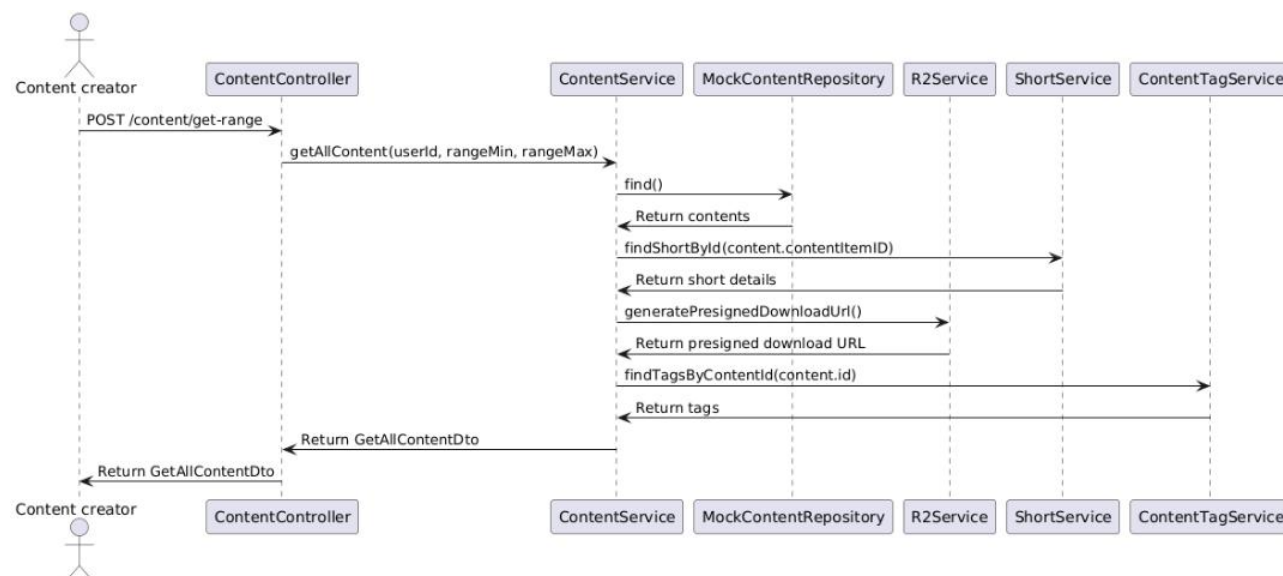 Content creator
ContentController
ContentService
MockContentRepository
R2Service
ShortService
ContentTagService
POST /content/get-range
getAllContent(userId, rangeMin, rangeMax)
find()
Return contents
findShortById(content.contentItemID)
Return short details
generatePresignedDownloadUrl()
Return presigned download URL
findTagsByContentId(content.id)
Return tags
Return GetAllContentDto
Return GetAllContentDto
Content creator
ContentController
ContentService
MockContentRepository
R2Service
ShortService
ContentTagService